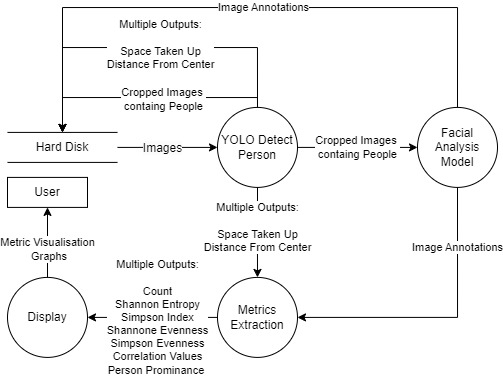 Image Annotations
Multiple Outputs:
Space Taken Up
Distance From Center
Cropped Images
containg People
Hard Disk
Images
YOLO Detect
Person
Cropped Images
containg People
Facial
Analysis
Model
User
Multiple Outputs:
Space Taken Up
Distance From Center
Metric Visualisation
Graphs
Image Annotations
Multiple Outputs:
Count
Shannon Entropy
Simpson Index
Shannone Evenness
Simpson Evenness
Correlation Values
Person Prominance
Display
Metrics
Extraction